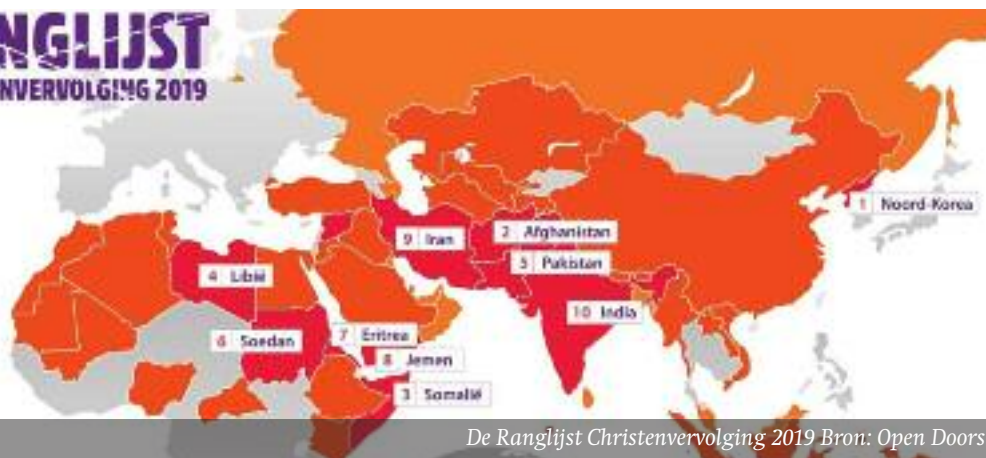 NGLIJST
NVERVOLGING 2019
1 Noord-Korea
2 Afghanistan
9 Iran
5 Pakistan
4 Libië
10 India
6 Soedan
7 Eritrea
8 Jemen
3 Somalië
De Ranglijst Christenvervolging 2019 Bron: Open Doors